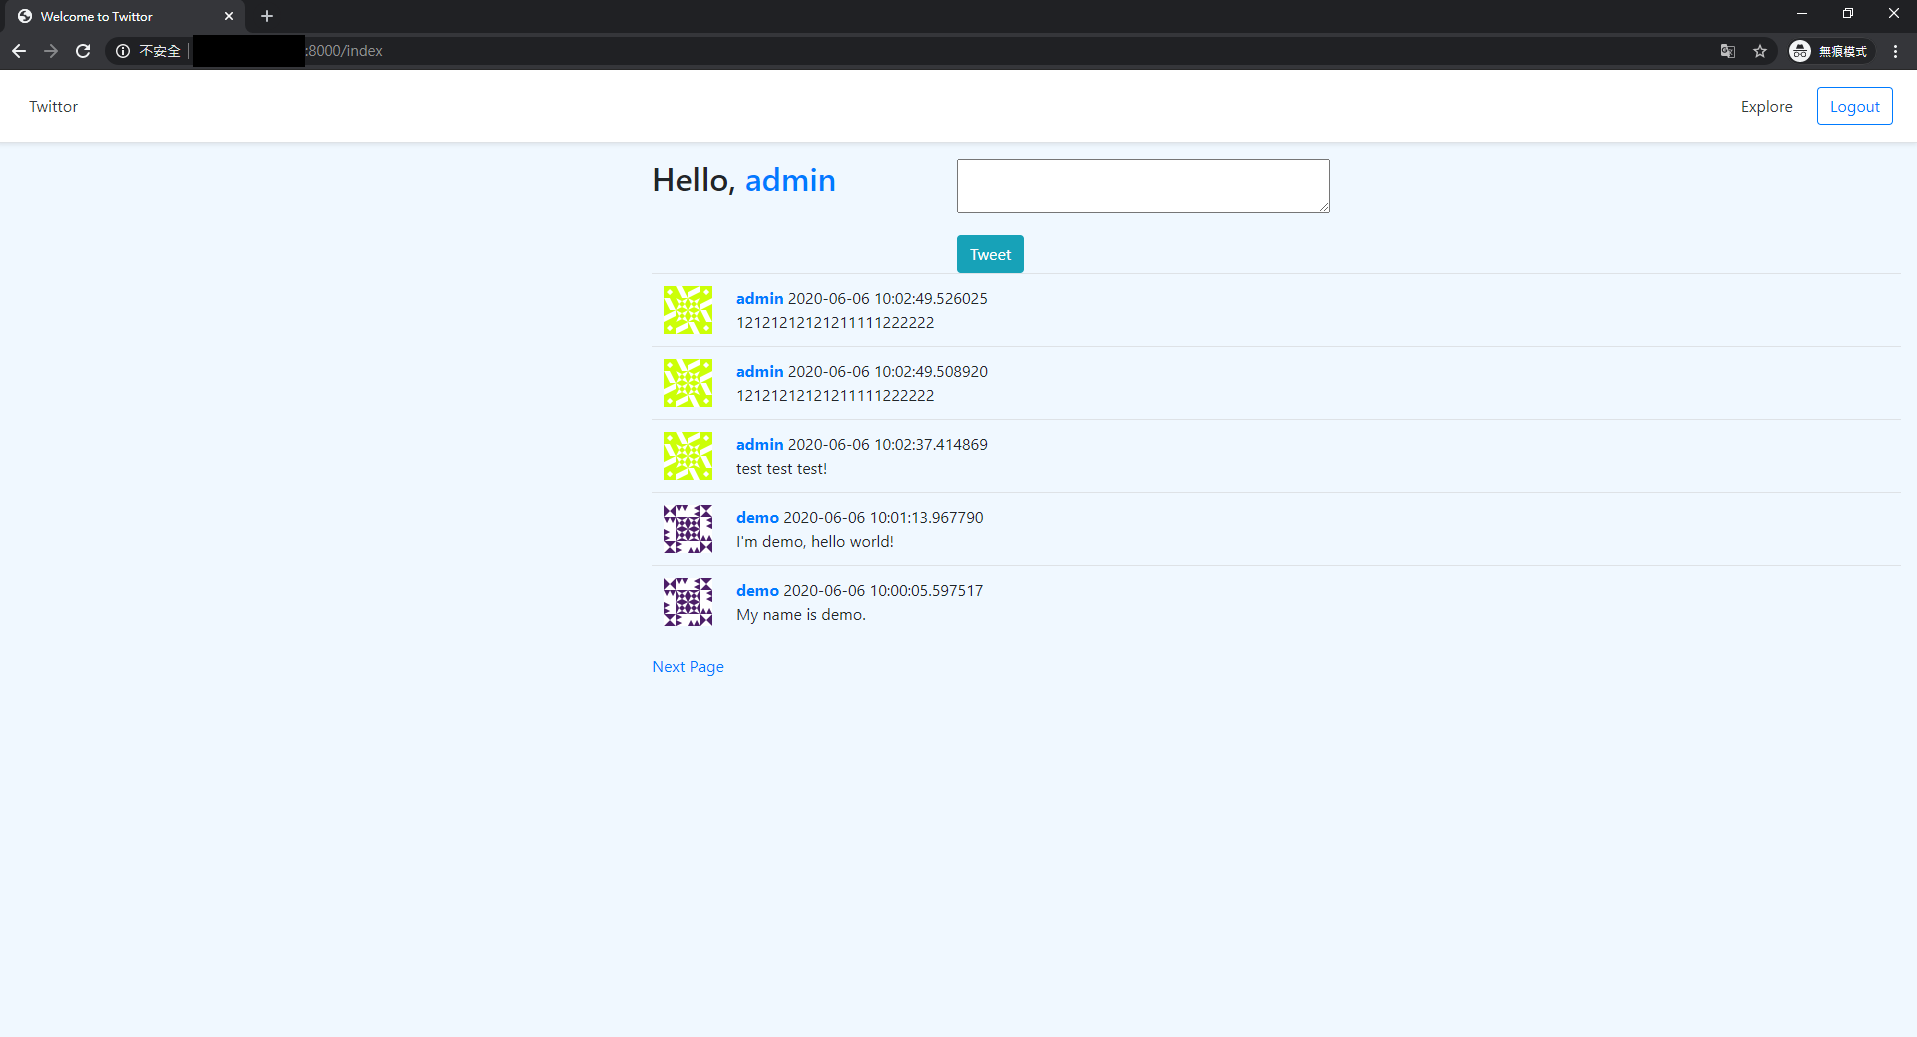 Welcome to Twittor
不安全 :8000/index
無痕模式
Twittor
Explore
Logout
Hello, admin
Tweet
admin 2020-06-06 10:02:49.526025
12121212121211111222222
admin 2020-06-06 10:02:49.508920
12121212121211111222222
admin 2020-06-06 10:02:37.414869
test test test!
demo 2020-06-06 10:01:13.967790
I'm demo, hello world!
demo 2020-06-06 10:00:05.597517
My name is demo.
Next Page